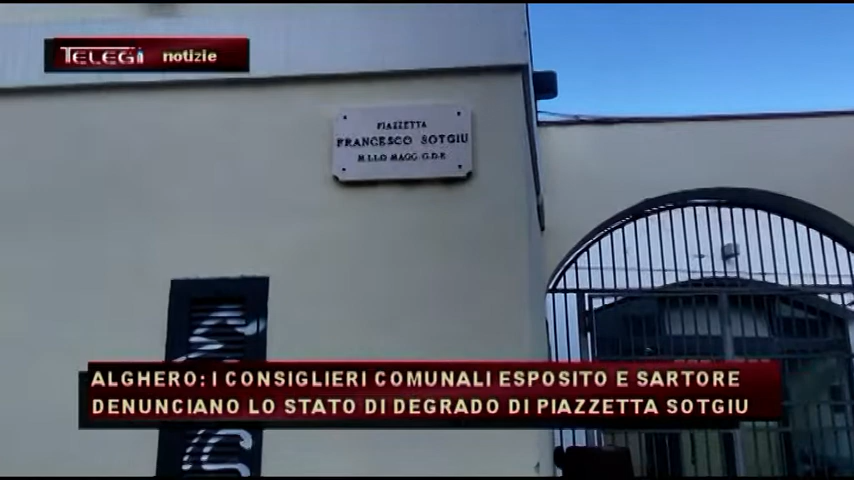 TELEGI notizie
PIAZZETTA
FRANCESCO SOTGIU
M.LLO MAGG. G.D.F.
ALGHERO: I CONSIGLIERI COMUNALI ESPOSITO E SARTORE
DENUNCIANO LO STATO DI DEGRADO DI PIAZZETTA SOTGIU